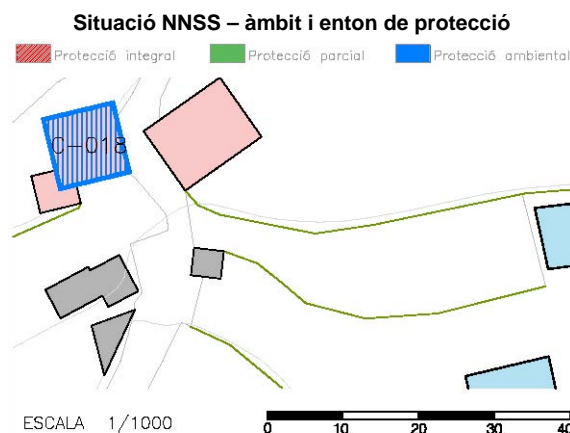 Situació NNSS – àmbit i enton de protecció
Protecció integral Protecció parcial Protecció ambiental
C-018
ESCALA 1/1000
0 10 20 30 40